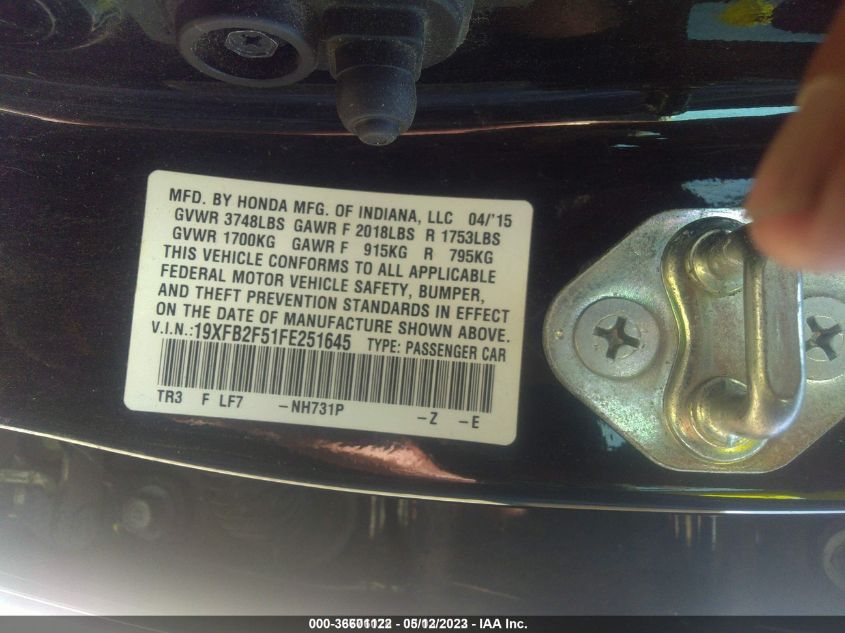 MFD. BY HONDA MFG. OF INDIANA, LLC 04/'15
GVWR 3748LBS GAWR F 2018LBS R 1753LBS
GVWR 1700KG GAWR F 915KG R 795KG
THIS VEHICLE CONFORMS TO ALL APPLICABLE
FEDERAL MOTOR VEHICLE SAFETY, BUMPER,
AND THEFT PREVENTION STANDARDS IN EFFECT
ON THE DATE OF MANUFACTURE SHOWN ABOVE.
V.I.N.: 19XFB2F51FE251645 TYPE: PASSENGER CAR
TR3 F LF7 -NH731P -Z -E
000-36601122 - 05/12/2023 - IAA Inc.